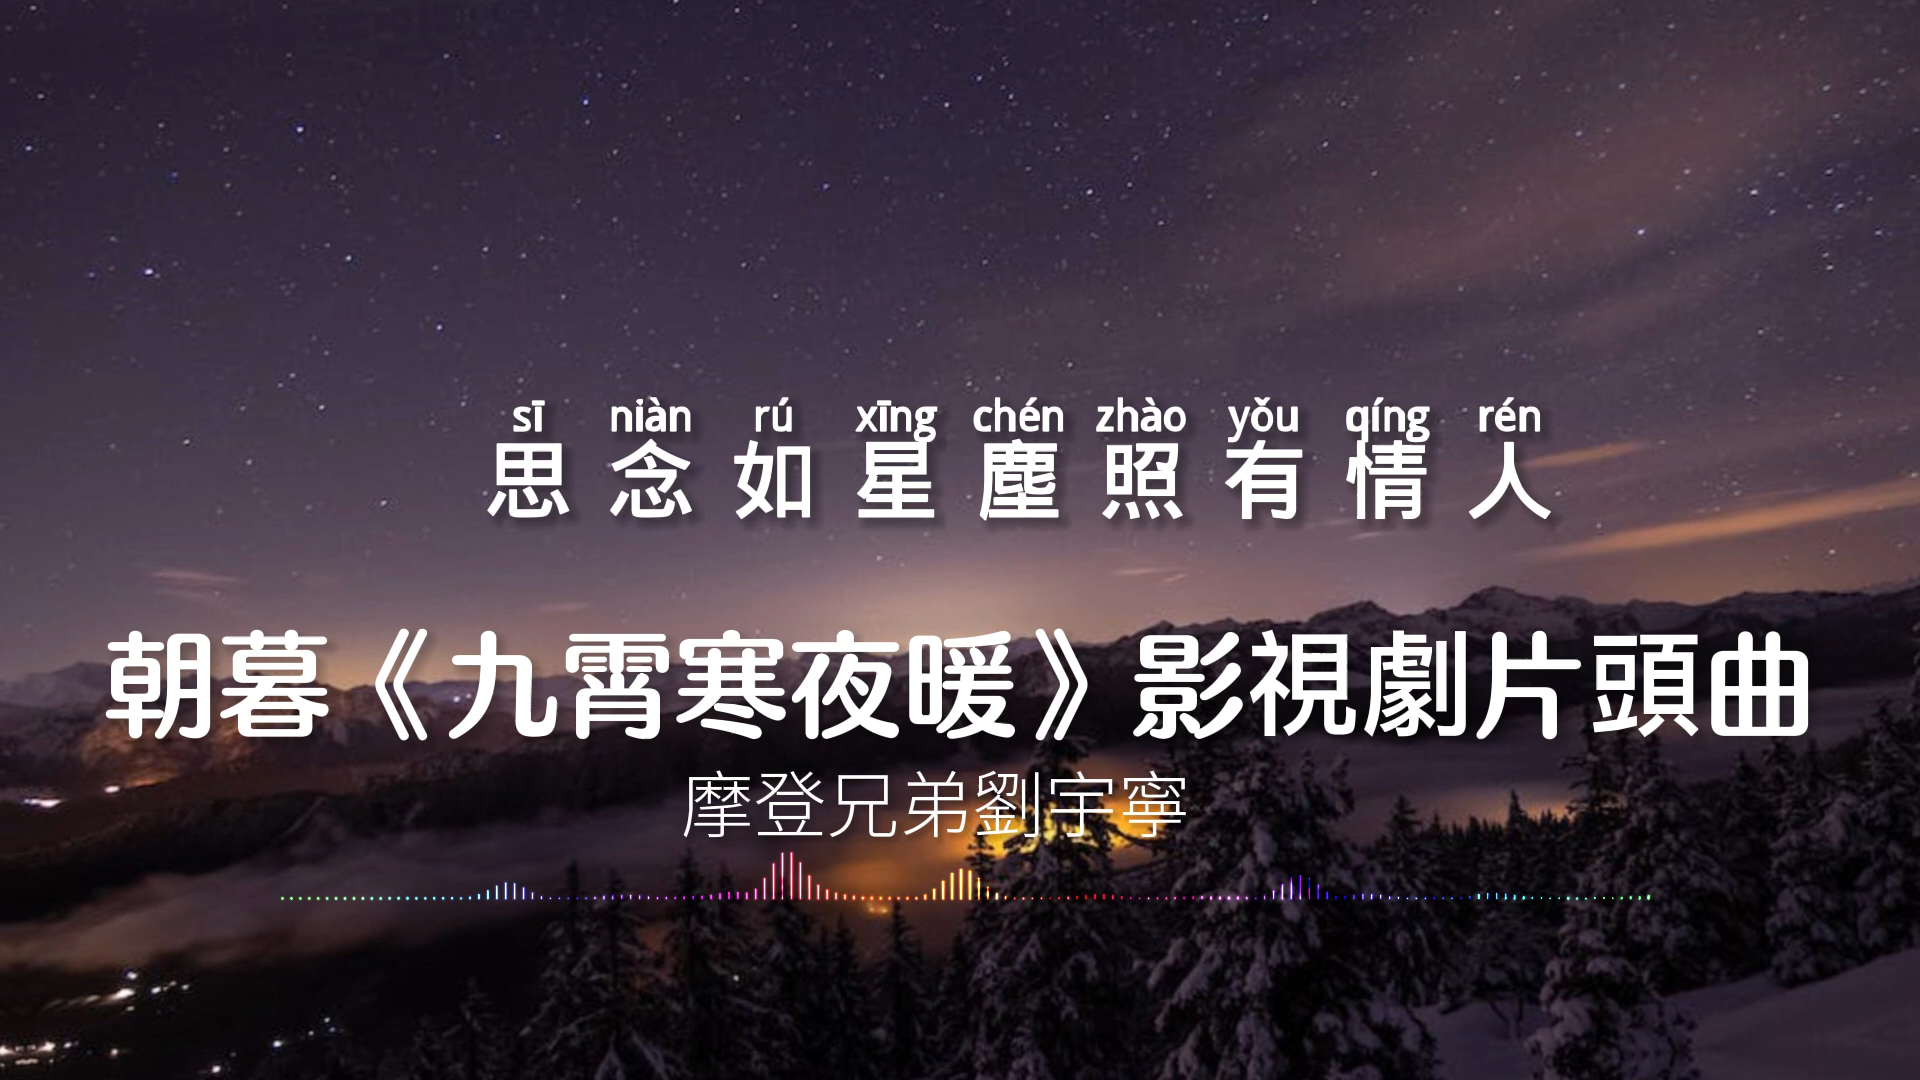 sī niàn rú xīng chén zhào yǒu qíng rén
思念如星塵照有情人
朝暮《九霄寒夜暖》影視劇片頭曲
摩登兄弟劉宇寧